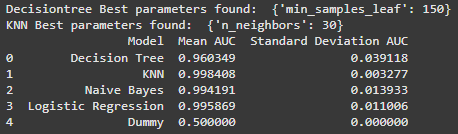 Decisiontree Best parameters found:  {'min_samples_leaf': 150}
KNN Best parameters found:  {'n_neighbors': 30}
                 Model  Mean AUC  Standard Deviation AUC
0        Decision Tree  0.960349                0.039118
1                  KNN  0.998408                0.003277
2          Naive Bayes  0.994191                0.013933
3  Logistic Regression  0.995869                0.011006
4                Dummy  0.500000                0.000000